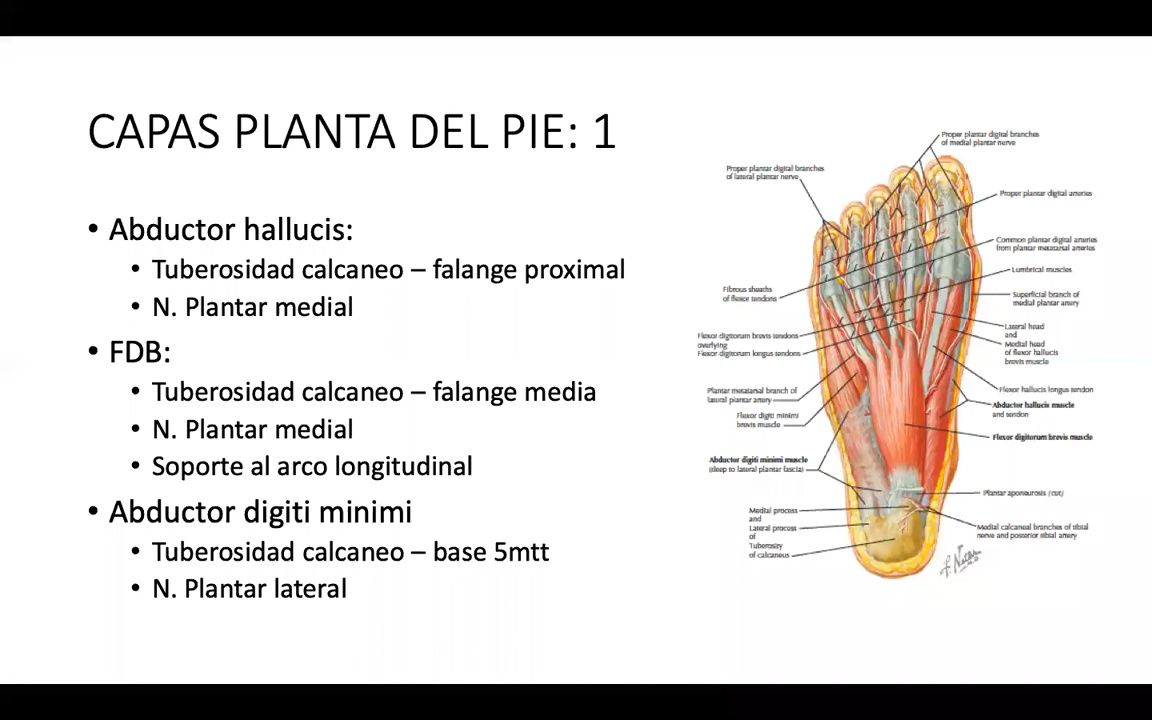 CAPAS PLANTA DEL PIE: 1
• Abductor hallucis:
• Tuberosidad calcaneo – falange proximal
• N. Plantar medial
• FDB:
• Tuberosidad calcaneo – falange media
• N. Plantar medial
• Soporte al arco longitudinal
• Abductor digiti minimi
• Tuberosidad calcaneo – base 5mtt
• N. Plantar lateral
Proper plantar digital branches
of medial plantar nerve
Proper plantar digital branches
of lateral plantar nerve
Proper plantar digital arteries
Common plantar digital arteries
from plantar metatarsal arteries
Lumbrical muscles
Fibrous sheaths
of flexor tendons
Superficial branch of
medial plantar artery
Lateral head
and
Medial head
of flexor hallucis
brevis muscle
Flexor digitorum brevis tendons
overlying
Flexor digitorum longus tendons
Plantar metatarsal branch of
lateral plantar artery
Flexor hallucis longus tendon
Abductor hallucis muscle
and tendon
Flexor digiti minimi
brevis muscle
Flexor digitorum brevis muscle
Abductor digiti minimi muscle
(deep to lateral plantar fascia)
Plantar aponeurosis (cut)
Medial process
and
Lateral process
of
Tuberosity
of calcaneus
Medial calcaneal branches of tibial
nerve and posterior tibial artery
F. Netter